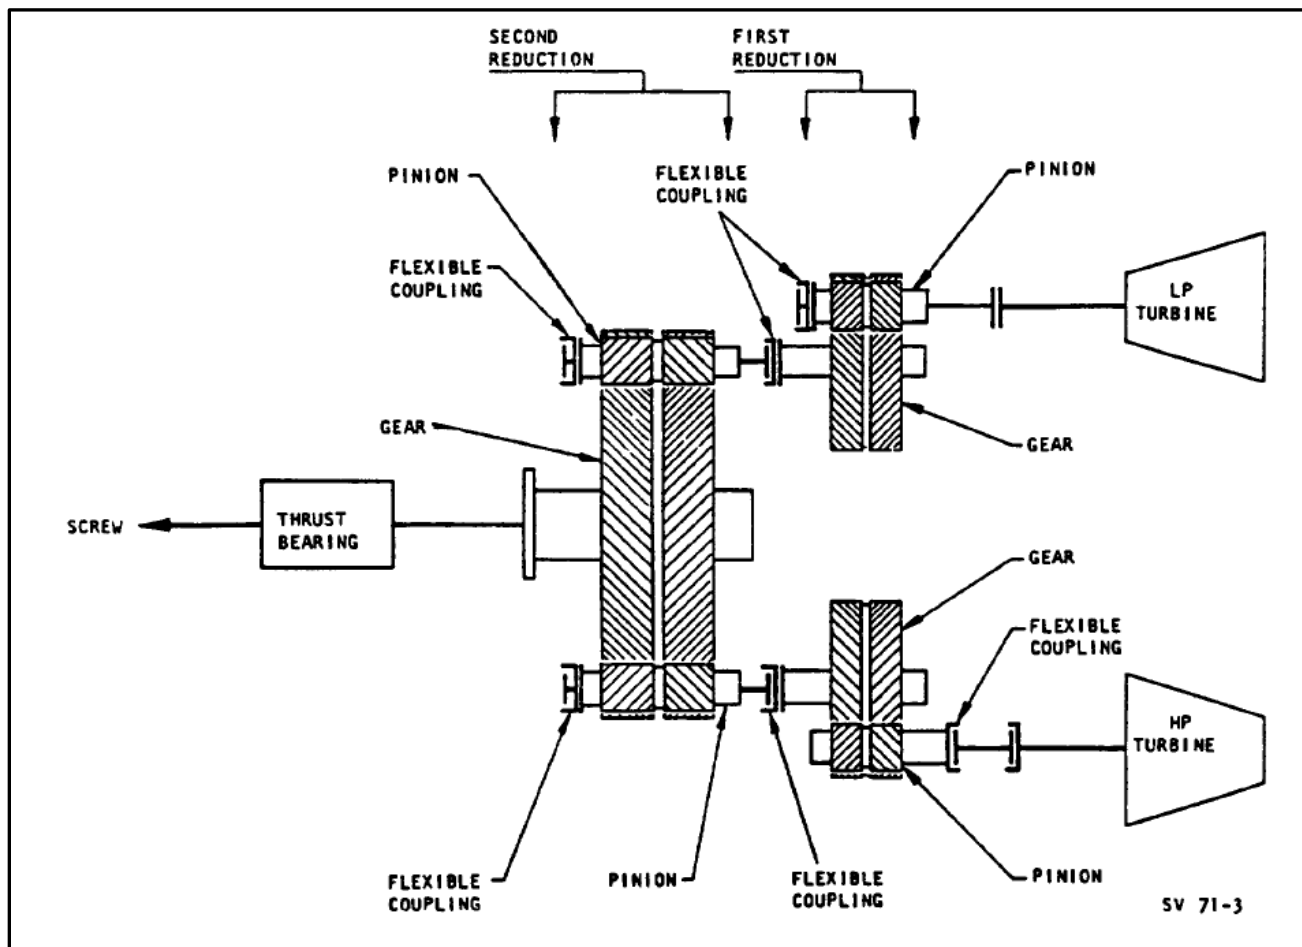 SECOND
REDUCTION
FIRST
REDUCTION
PINION
FLEXIBLE
COUPLING
PINION
FLEXIBLE
COUPLING
LP
TURBINE
GEAR
GEAR
SCREW
THRUST
BEARING
GEAR
FLEXIBLE
COUPLING
HP
TURBINE
FLEXIBLE
COUPLING
PINION
FLEXIBLE
COUPLING
PINION
SV 71-3